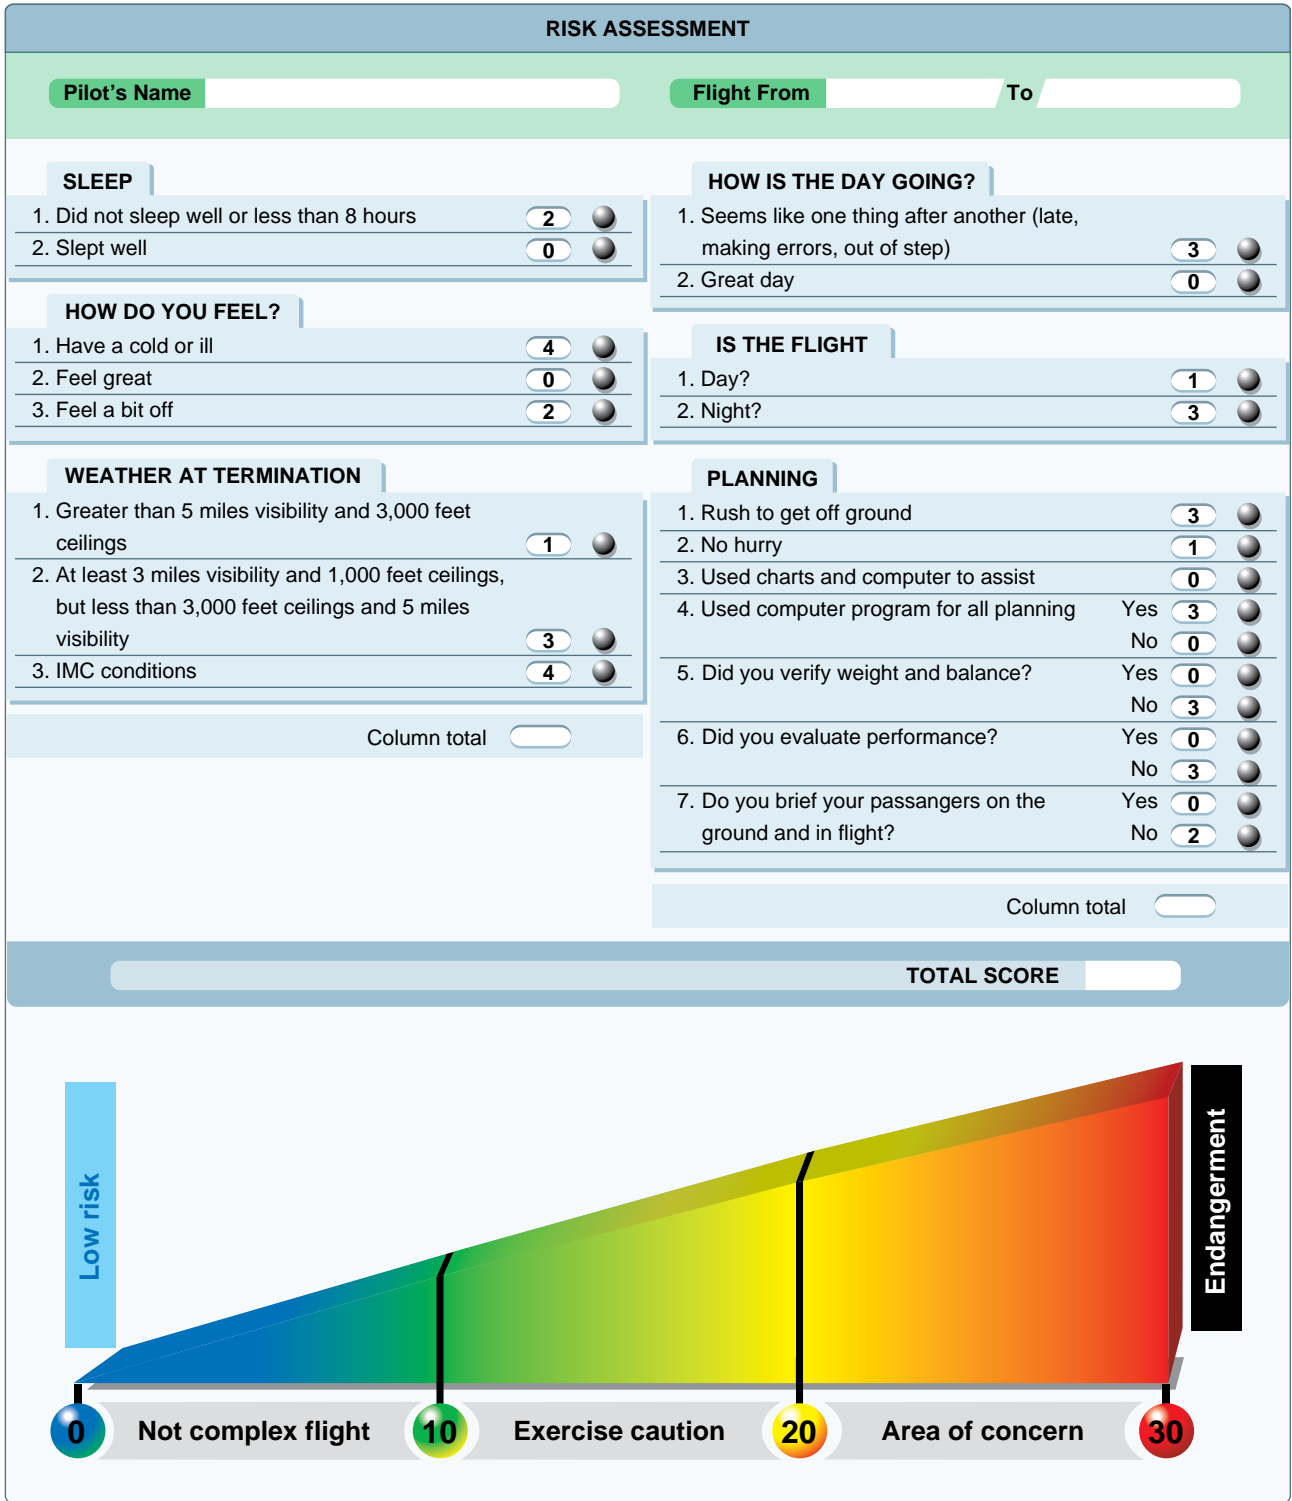 RISK ASSESSMENT
Pilot's Name
Flight From
To
SLEEP
1. Did not sleep well or less than 8 hours 2
2. Slept well 0
HOW DO YOU FEEL?
1. Have a cold or ill 4
2. Feel great 0
3. Feel a bit off 2
WEATHER AT TERMINATION
1. Greater than 5 miles visibility and 3,000 feet
ceilings 1
2. At least 3 miles visibility and 1,000 feet ceilings,
but less than 3,000 feet ceilings and 5 miles
visibility 3
3. IMC conditions 4
Column total
HOW IS THE DAY GOING?
1. Seems like one thing after another (late,
making errors, out of step) 3
2. Great day 0
IS THE FLIGHT
1. Day? 1
2. Night? 3
PLANNING
1. Rush to get off ground 3
2. No hurry 1
3. Used charts and computer to assist 0
4. Used computer program for all planning Yes 3
No 0
5. Did you verify weight and balance? Yes 0
No 3
6. Did you evaluate performance? Yes 0
No 3
7. Do you brief your passangers on the Yes 0
ground and in flight? No 2
Column total
TOTAL SCORE
Low risk
Endangerment
0 Not complex flight 10 Exercise caution 20 Area of concern 30